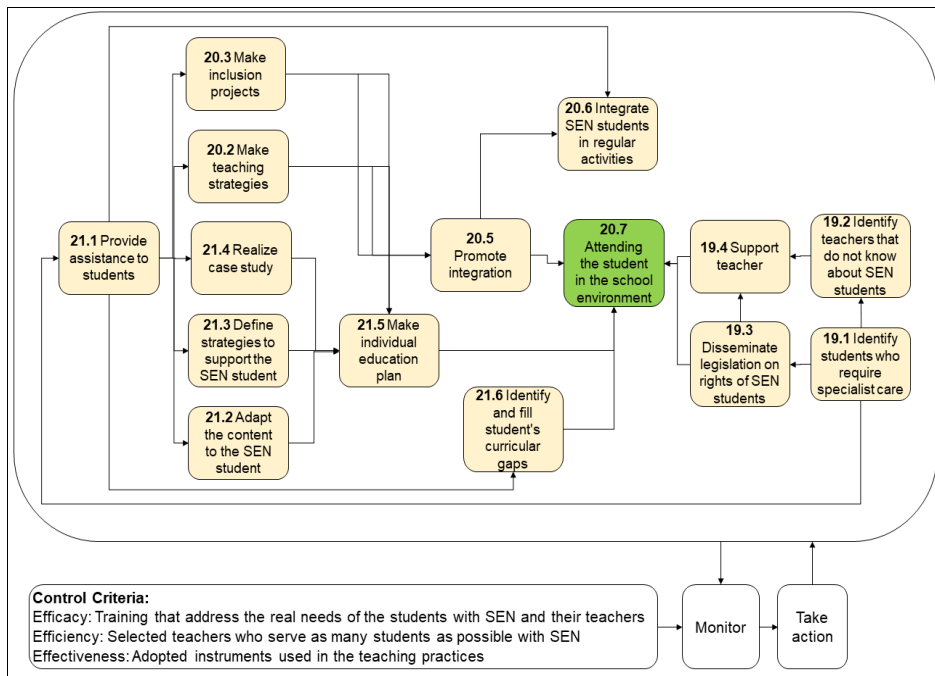 20.3 Make
inclusion
projects
20.2 Make
teaching
strategies
21.1 Provide
assistance to
students
21.4 Realize
case study
21.3 Define
strategies to
support the
SEN student
21.2 Adapt
the content
to the SEN
student
21.5 Make
individual
education
plan
20.6 Integrate
SEN students
in regular
activities
20.5
Promote
integration
20.7
Attending
the student
in the school
environment
21.6 Identify
and fill
student's
curricular
gaps
19.4 Support
teacher
19.2 Identify
teachers that
do not know
about SEN
students
19.3
Disseminate
legislation on
rights of SEN
students
19.1 Identify
students who
require
specialist care
Control Criteria:
Efficacy: Training that address the real needs of the students with SEN and their teachers
Efficiency: Selected teachers who serve as many students as possible with SEN
Effectiveness: Adopted instruments used in the teaching practices
Monitor
Take
action